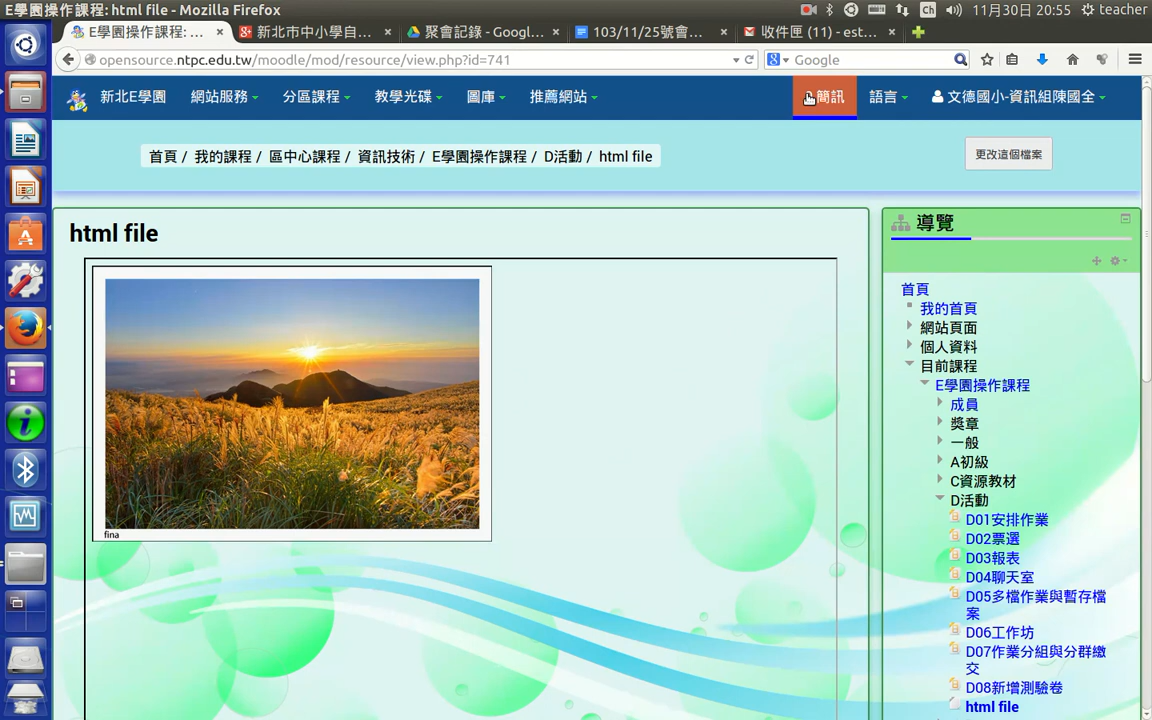 E學園操作課程: html file - Mozilla Firefox
Ch
11月30日 20:55
teacher
E學園操作課程: ...
新北市中小學自...
聚會記錄 - Googl...
103/11/25號會...
收件匣 (11) - est...
opensource.ntpc.edu.tw/moodle/mod/resource/view.php?id=741
Google
新北E學園
網站服務
分區課程
教學光碟
圖庫
推薦網站
簡訊
語言
文德國小-資訊組陳國全
首頁 / 我的課程 / 區中心課程 / 資訊技術 / E學園操作課程 / D活動 / html file
更改這個檔案
html file
fina
導覽
首頁
我的首頁
網站頁面
個人資料
目前課程
E學園操作課程
成員
獎章
一般
A初級
C資源教材
D活動
D01安排作業
D02票選
D03報表
D04聊天室
D05多檔作業與暫存檔
案
D06工作坊
D07作業分組與分群繳
交
D08新增測驗卷
html file